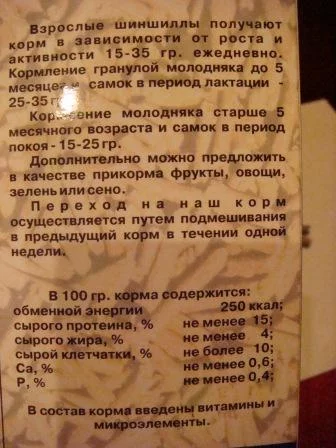 Взрослые шиншиллы получают
корм в зависимости от роста и
активности 15-35 гр. ежедневно.
Кормление гранулой молодняка до 5
месяцев и самок в период лактации -
25-35 гр
Кормление молодняка старше 5
месячного возраста и самок в период
покоя - 15-25 гр.
Дополнительно можно предложить
в качестве прикорма фрукты, овощи,
зелень или сено.
Переход на наш корм
осуществляется путем подмешивания
в предыдущий корм в течении одной
недели.
В 100 гр. корма содержится:
обменной энергии 250 ккал;
сырого протеина, % не менее 15;
сырого жира, % не менее 4;
сырой клетчатки, % не более 10;
Ca, % не менее 0,6;
P, % не менее 0,4;
В состав корма введены витамины и
микроэлементы.